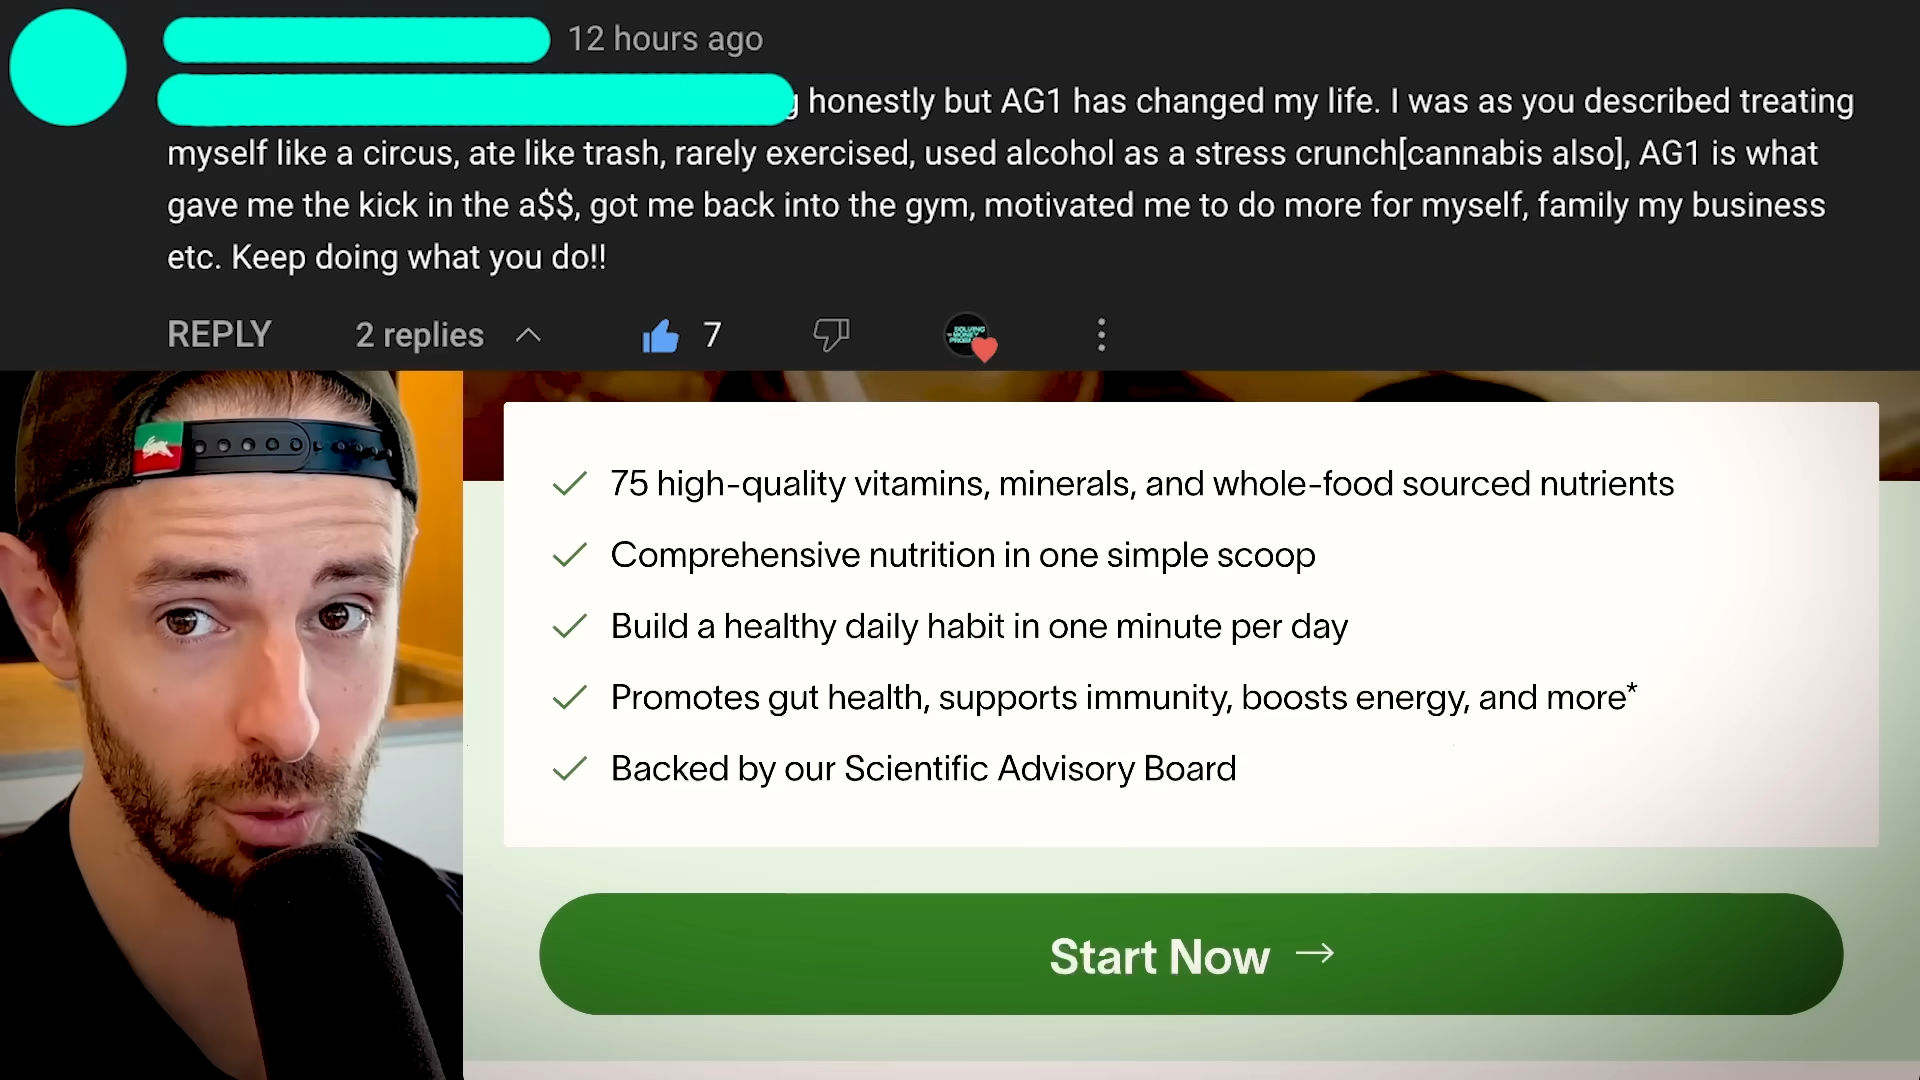 12 hours ago
honestly but AG1 has changed my life. I was as you described treating
myself like a circus, ate like trash, rarely exercised, used alcohol as a stress crunch[cannabis also], AG1 is what
gave me the kick in the a$$, got me back into the gym, motivated me to do more for myself, family my business
etc. Keep doing what you do!!
REPLY 2 replies 7
SOLVING
MONEY
75 high-quality vitamins, minerals, and whole-food sourced nutrients
Comprehensive nutrition in one simple scoop
Build a healthy daily habit in one minute per day
Promotes gut health, supports immunity, boosts energy, and more*
Backed by our Scientific Advisory Board
Start Now →